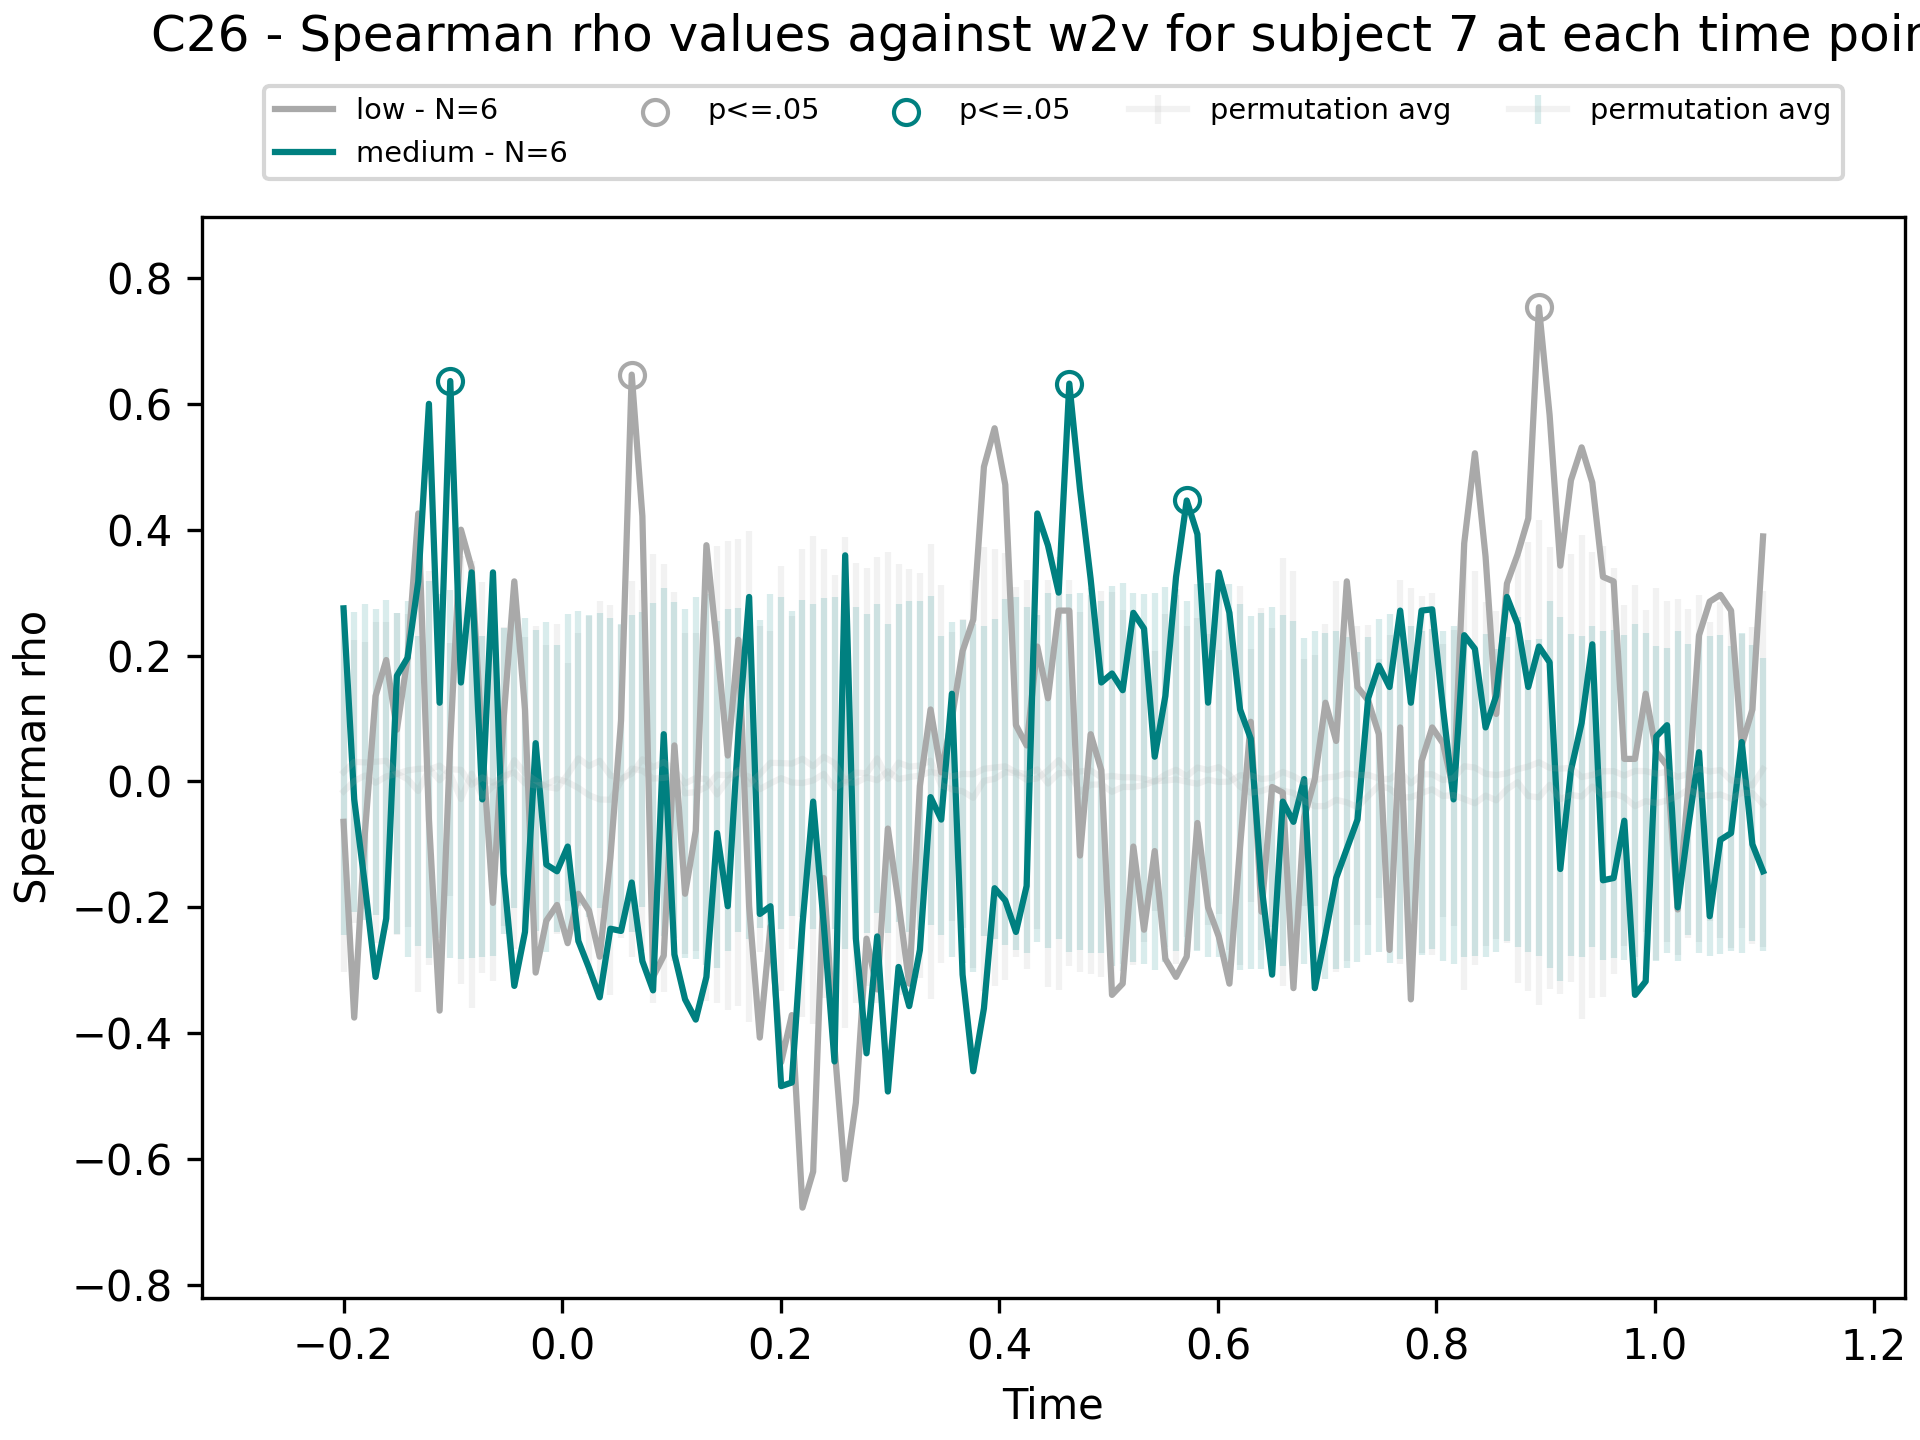 C26 - Spearman rho values against w2v for subject 7 at each time poin
low - N=6
medium - N=6
p<=.05
p<=.05
permutation avg
permutation avg
Spearman rho
0.8
0.6
0.4
0.2
0.0
−0.2
−0.4
−0.6
−0.8
−0.2 0.0 0.2 0.4 0.6 0.8 1.0 1.2
Time